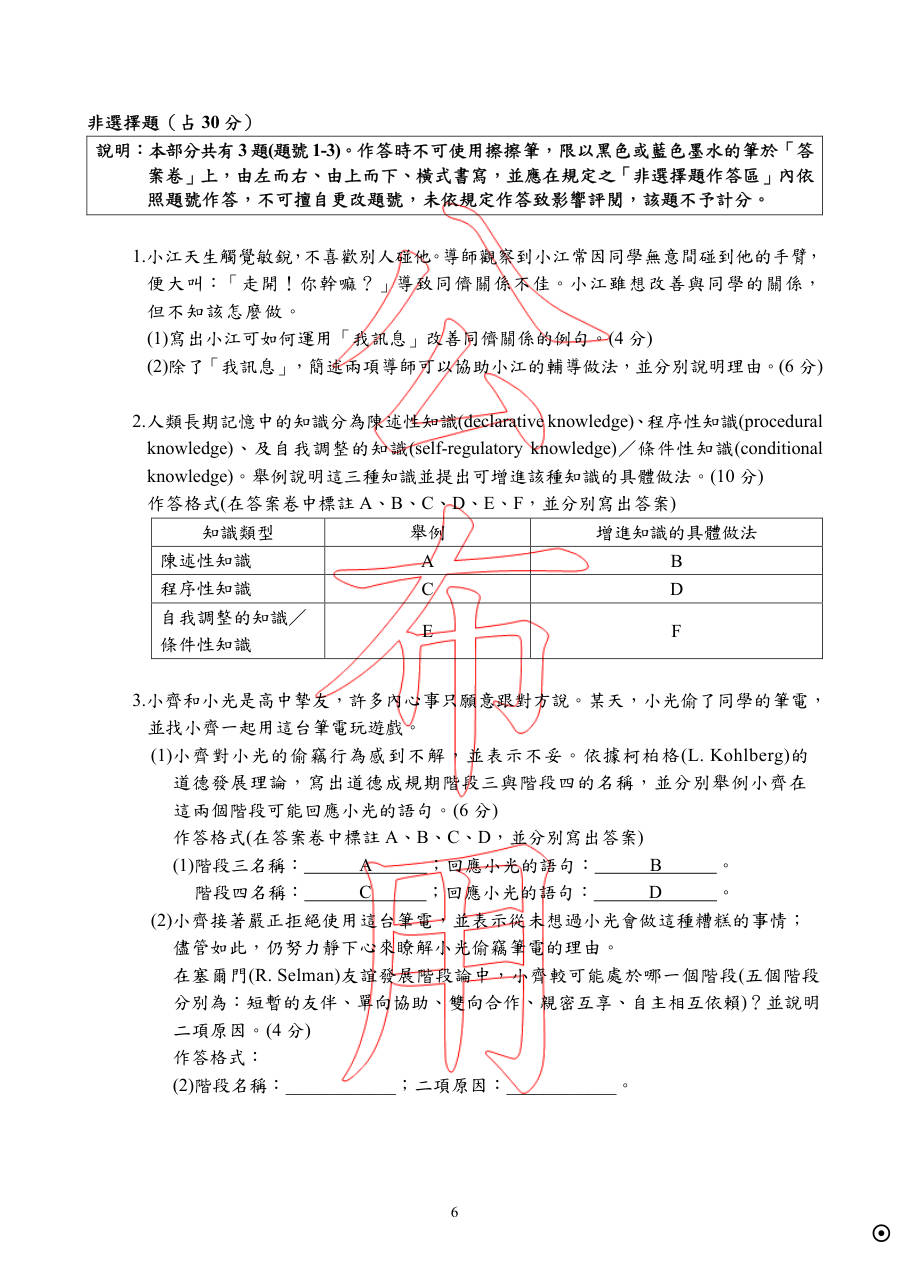 非選擇題（占 30 分）
說明：本部分共有 3 題(題號 1-3)。作答時不可使用擦擦筆，限以黑色或藍色墨水的筆於「答
案卷」上，由左而右、由上而下、橫式書寫，並應在規定之「非選擇題作答區」內依
照題號作答，不可擅自更改題號，未依規定作答致影響評閱，該題不予計分。
1.小江天生觸覺敏銳，不喜歡別人碰他。導師觀察到小江常因同學無意間碰到他的手臂，
便大叫：「走開！你幹嘛？」導致同儕關係不佳。小江雖想改善與同學的關係，
但不知該怎麼做。
(1)寫出小江可如何運用「我訊息」改善同儕關係的例句。(4 分)
(2)除了「我訊息」，簡述兩項導師可以協助小江的輔導做法，並分別說明理由。(6 分)
2.人類長期記憶中的知識分為陳述性知識(declarative knowledge)、程序性知識(procedural
knowledge)、及自我調整的知識(self-regulatory knowledge)／條件性知識(conditional
knowledge)。舉例說明這三種知識並提出可增進該種知識的具體做法。(10 分)
作答格式(在答案卷中標註 A、B、C、D、E、F，並分別寫出答案)
知識類型 舉例 增進知識的具體做法
陳述性知識 A B
程序性知識 C D
自我調整的知識／
條件性知識 E F
3.小齊和小光是高中摯友，許多內心事只願意跟對方說。某天，小光偷了同學的筆電，
並找小齊一起用這台筆電玩遊戲。
(1)小齊對小光的偷竊行為感到不解，並表示不妥。依據柯柏格(L. Kohlberg)的
道德發展理論，寫出道德成規期階段三與階段四的名稱，並分別舉例小齊在
這兩個階段可能回應小光的語句。(6 分)
作答格式(在答案卷中標註 A、B、C、D，並分別寫出答案)
(1)階段三名稱：A；回應小光的語句：B。
階段四名稱：C；回應小光的語句：D。
(2)小齊接著嚴正拒絕使用這台筆電，並表示從未想過小光會做這種糟糕的事情；
儘管如此，仍努力靜下心來瞭解小光偷竊筆電的理由。
在塞爾門(R. Selman)友誼發展階段論中，小齊較可能處於哪一個階段(五個階段
分別為：短暫的友伴、單向協助、雙向合作、親密互享、自主相互依賴)？並說明
二項原因。(4 分)
作答格式：
(2)階段名稱：____________；二項原因：____________。
公布用
6